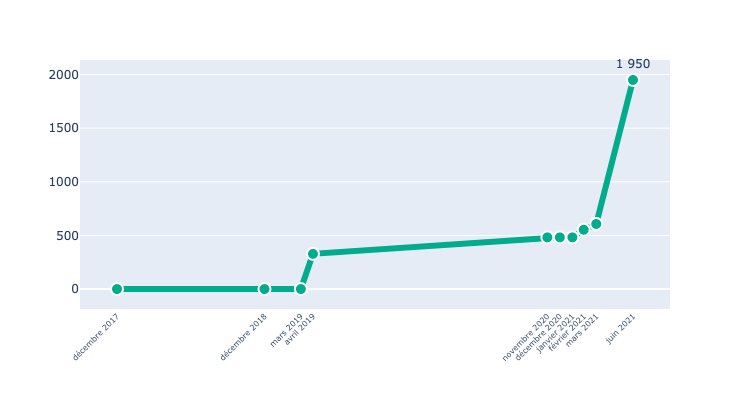 1 950
2000
1500
1000
500
0
décembre 2017
décembre 2018
mars 2019
avril 2019
novembre 2020
décembre 2020
janvier 2021
février 2021
mars 2021
juin 2021